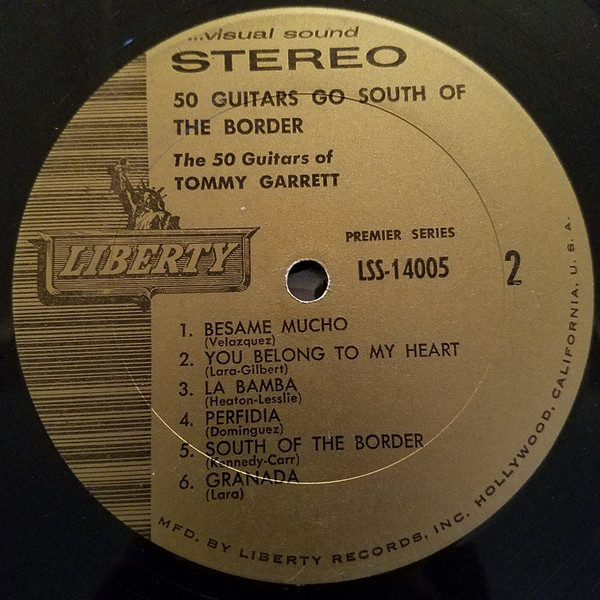 ...visual sound
STEREO
50 GUITARS GO SOUTH OF
THE BORDER
The 50 Guitars of
TOMMY GARRETT
LIBERTY
PREMIER SERIES
LSS-14005
2
1. BESAME MUCHO
(Velazquez)
2. YOU BELONG TO MY HEART
(Lara-Gilbert)
3. LA BAMBA
(Heaton-Lesslie)
4. PERFIDIA
(Dominguez)
5. SOUTH OF THE BORDER
(Kennedy-Carr)
6. GRANADA
(Lara)
MFD. BY LIBERTY RECORDS, INC. HOLLYWOOD, CALIFORNIA, U. S. A.